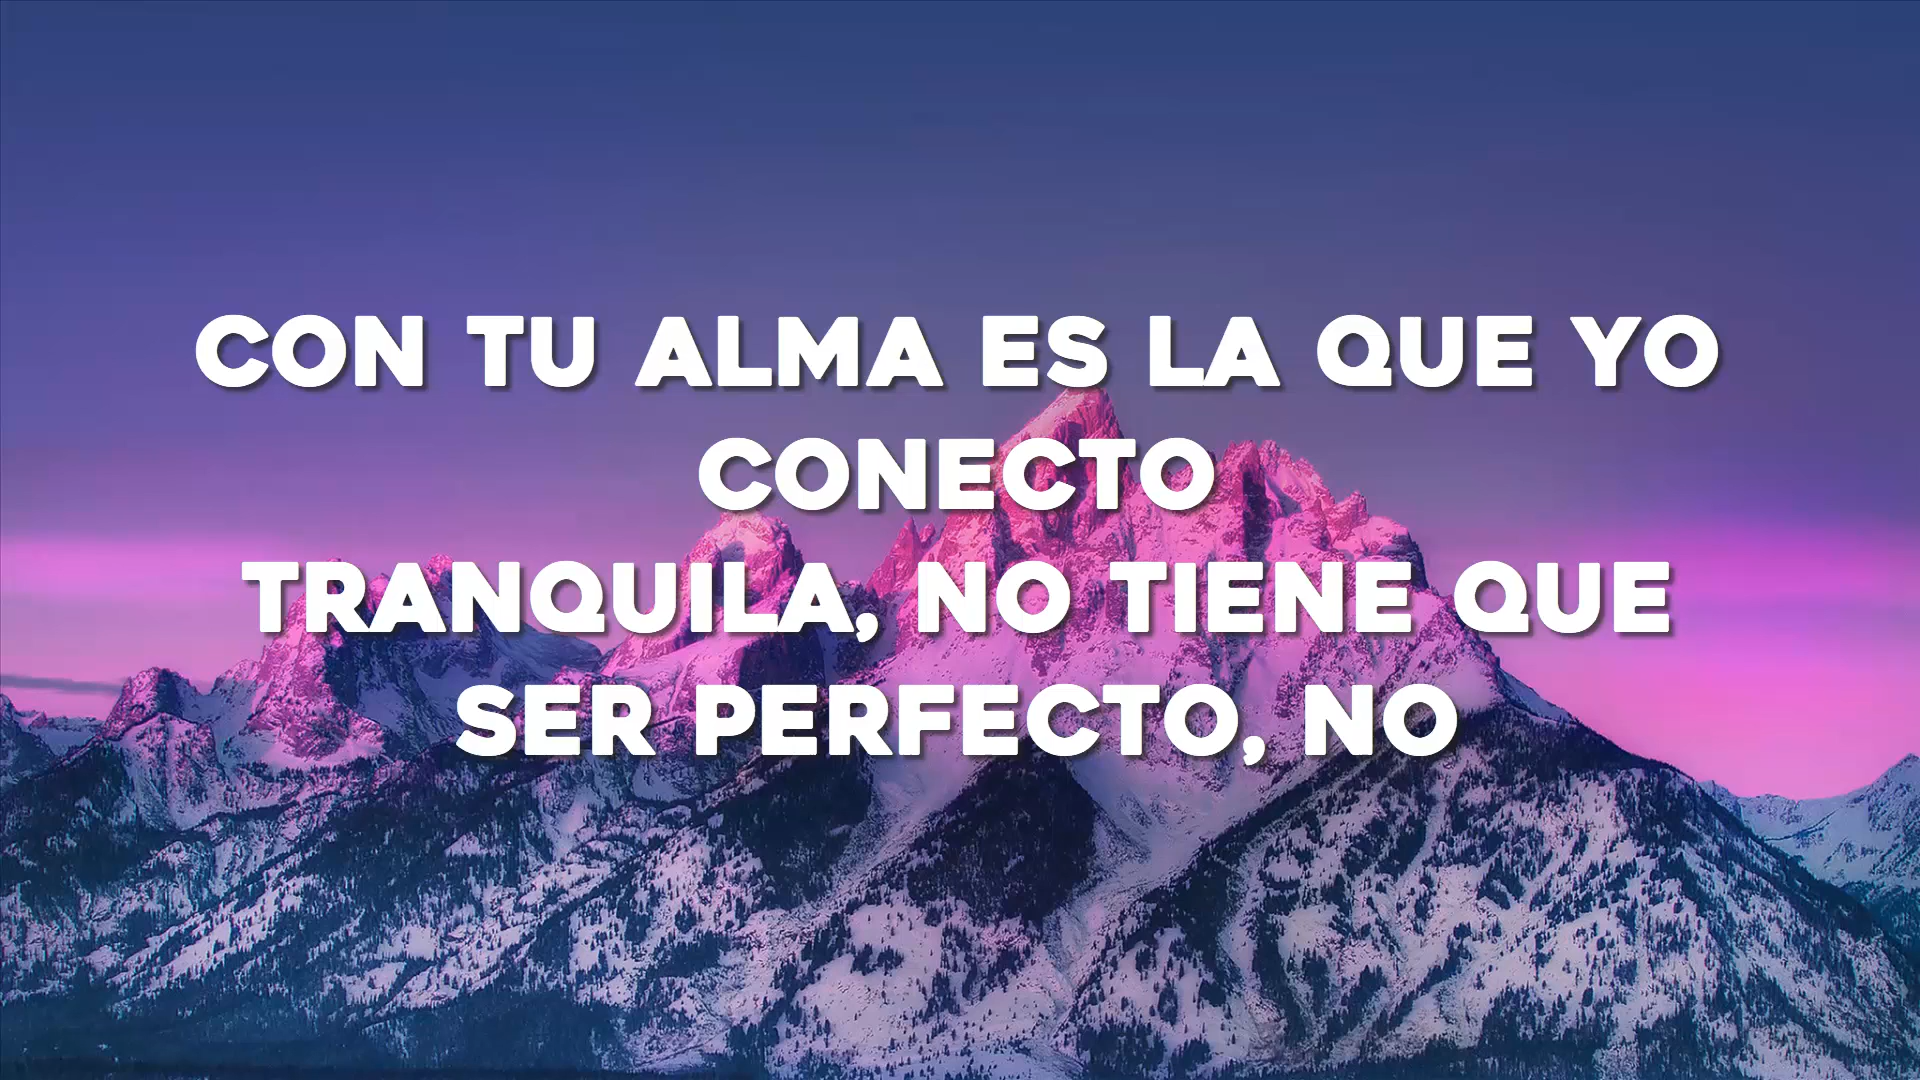 CON TU ALMA ES LA QUE YO
CONECTO
TRANQUILA, NO TIENE QUE
SER PERFECTO, NO